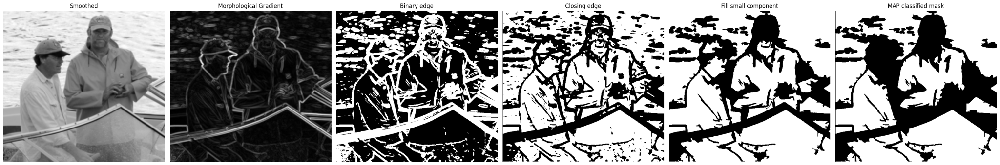 Smoothed
Morphological Gradient
Binary edge
Closing edge
Fill small component
MAP classified mask